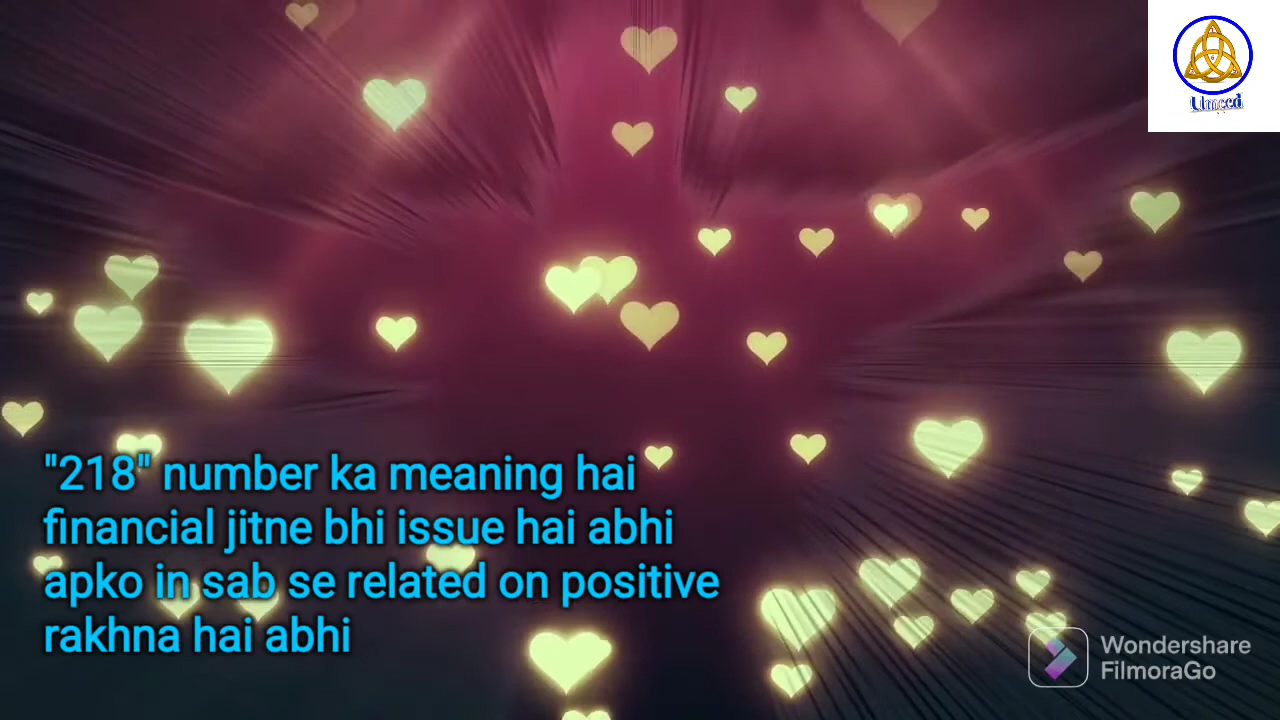 Umeed
"218" number ka meaning hai
financial jitne bhi issue hai abhi
apko in sab se related on positive
rakhna hai abhi
Wondershare
FilmoraGo